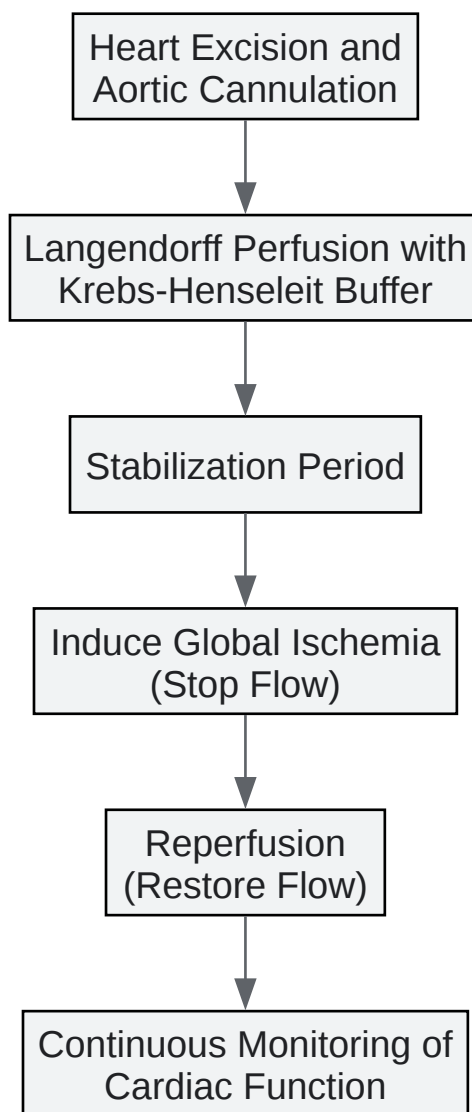 Heart Excision and
Aortic Cannulation
Langendorff Perfusion with
Krebs-Henseleit Buffer
Stabilization Period
Induce Global Ischemia
(Stop Flow)
Reperfusion
(Restore Flow)
Continuous Monitoring of
Cardiac Function